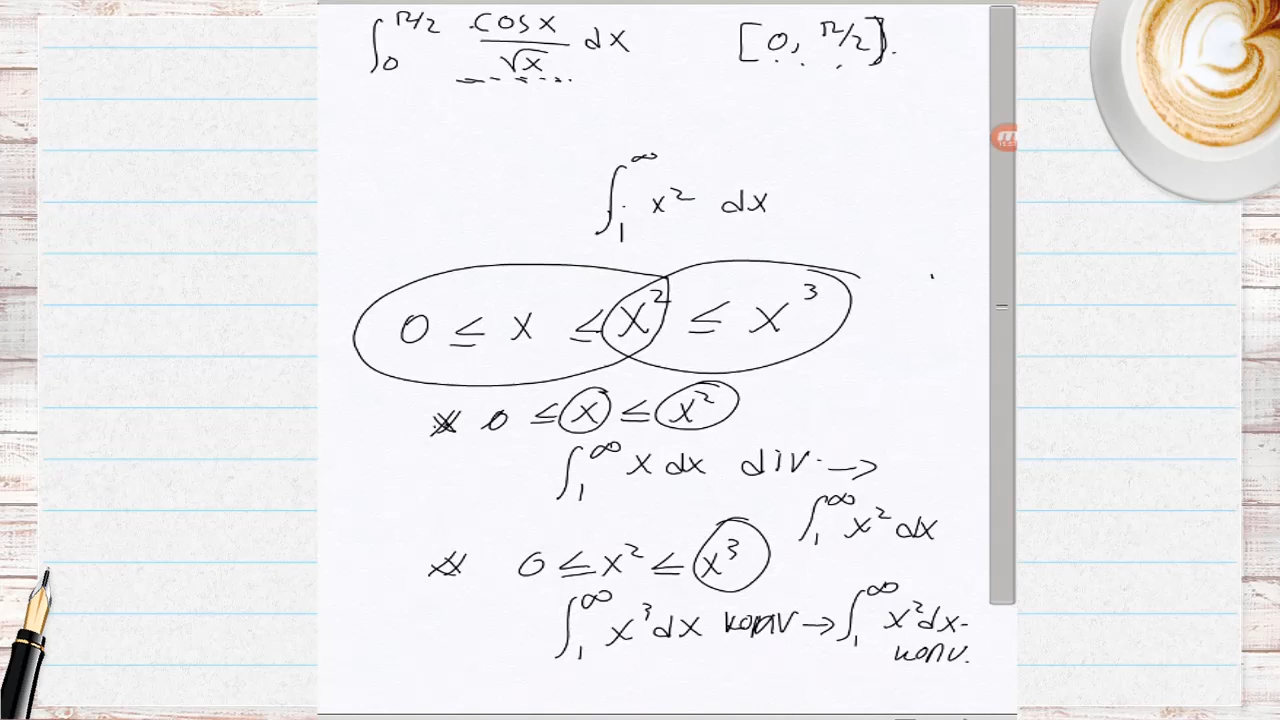 ∫₀^{π/2} cosx/√x dx [0, π/2].
∫₁^∞ x² dx
0 ≤ x ≤ x² ≤ x³
* 0 ≤ x ≤ x²
∫₁^∞ x dx div. →
∫₁^∞ x² dx
* 0 ≤ x² ≤ x³
∫₁^∞ x³ dx konv → ∫₁^∞ x² dx
konv.